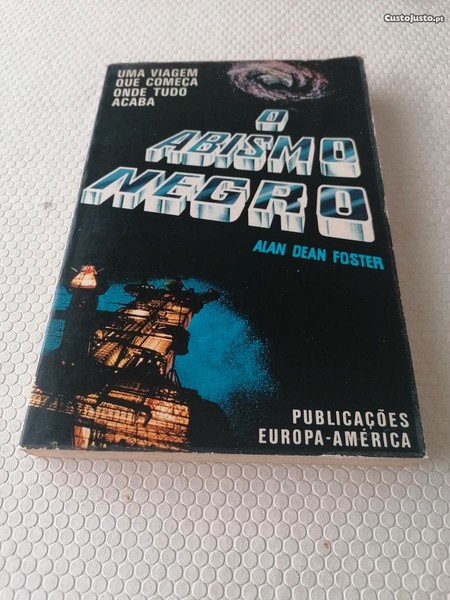 CustoJusto.pt
UMA VIAGEM
QUE COMEÇA
ONDE TUDO
ACABA
O
ABISMO
NEGRO
ALAN DEAN FOSTER
PUBLICAÇÕES
EUROPA-AMÉRICA